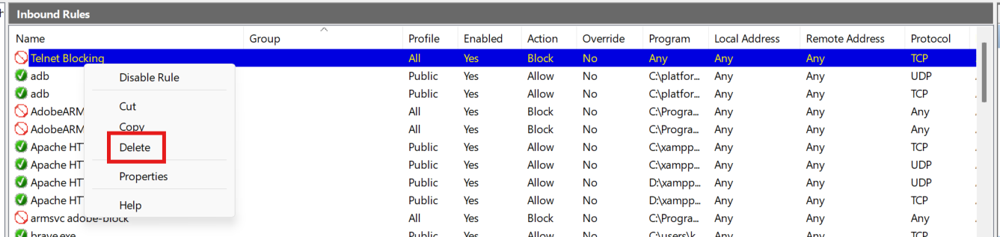 Inbound Rules
Name Group Profile Enabled Action Override Program Local Address Remote Address Protocol
Telnet Blocking All Yes Block No Any Any Any TCP
adb Public Yes Allow No C:\platfor... Any Any UDP
adb Public Yes Allow No C:\platfor... Any Any TCP
AdobeARM All Yes Block No C:\Progra... Any Any Any
AdobeARM All Yes Block No C:\Progra... Any Any Any
Apache HT Public Yes Allow No C:\xampp... Any Any TCP
Apache HT Public Yes Allow No C:\xampp... Any Any UDP
Apache HT Public Yes Allow No D:\xampp... Any Any UDP
Apache HT Public Yes Allow No D:\xampp... Any Any TCP
armsvc adobe-block All Yes Block No C:\Progra... Any Any Any
brave.exe Public Yes Allow No C:\users\k... Any Any TCP
Disable Rule
Cut
Copy
Delete
Properties
Help